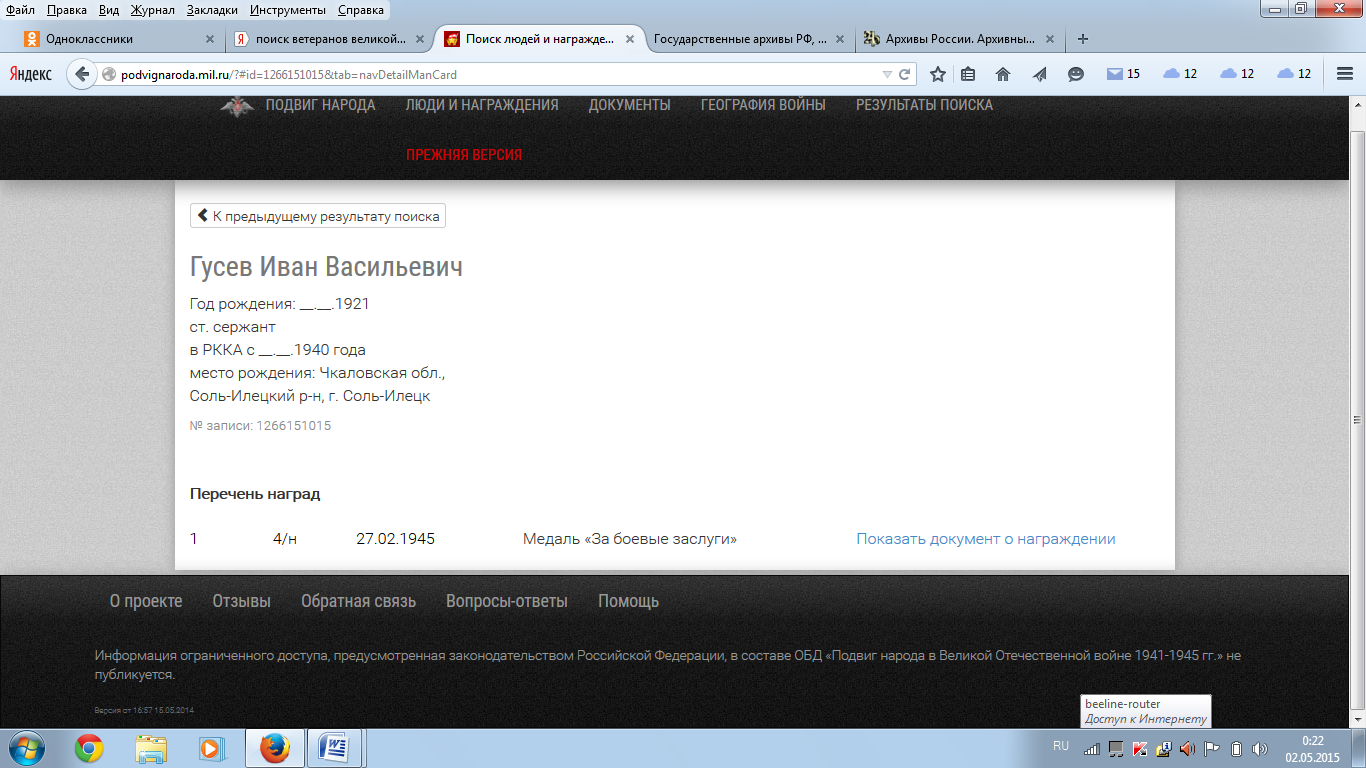 Файл Правка Вид Журнал Закладки Инструменты Справка
Одноклассники
поиск ветеранов великой...
Поиск людей и награжде...
Государственные архивы РФ, ...
Архивы России. Архивны...
Яндекс
podvignaroda.mil.ru/?#id=1266151015&tab=navDetailManCard
15 12 12 12
ПОДВИГ НАРОДА ЛЮДИ И НАГРАЖДЕНИЯ ДОКУМЕНТЫ ГЕОГРАФИЯ ВОЙНЫ РЕЗУЛЬТАТЫ ПОИСКА
ПРЕЖНЯЯ ВЕРСИЯ
К предыдущему результату поиска
Гусев Иван Васильевич
Год рождения: __.__.1921
ст. сержант
в РККА с __.__.1940 года
место рождения: Чкаловская обл.,
Соль-Илецкий р-н, г. Соль-Илецк
№ записи: 1266151015
Перечень наград
1 4/н 27.02.1945 Медаль «За боевые заслуги» Показать документ о награждении
О проекте Отзывы Обратная связь Вопросы-ответы Помощь
Информация ограниченного доступа, предусмотренная законодательством Российской Федерации, в составе ОБД «Подвиг народа в Великой Отечественной войне 1941-1945 гг.» не
публикуется.
Версия от 16:57 15.05.2014
beeline-router
Доступ к Интернету
RU
0:22
02.05.2015